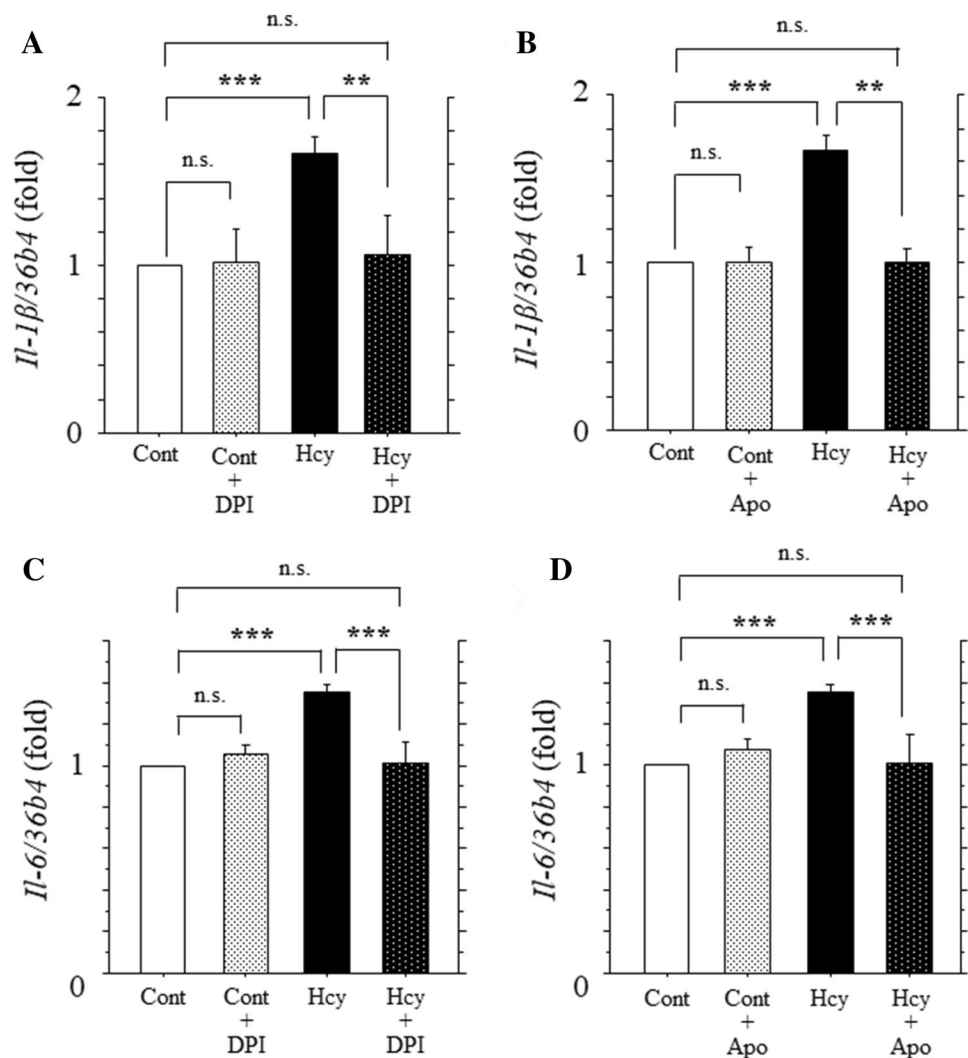 A
n.s.
*** **
n.s.
2
1
0
Il-1β/36b4 (fold)
Cont Cont + DPI Hcy Hcy + DPI
B
n.s.
*** **
n.s.
2
1
0
Il-1β/36b4 (fold)
Cont Cont + Apo Hcy Hcy + Apo
C
n.s.
*** ***
n.s.
1
0
Il-6/36b4 (fold)
Cont Cont + DPI Hcy Hcy + DPI
D
n.s.
*** ***
n.s.
1
0
Il-6/36b4 (fold)
Cont Cont + Apo Hcy Hcy + Apo